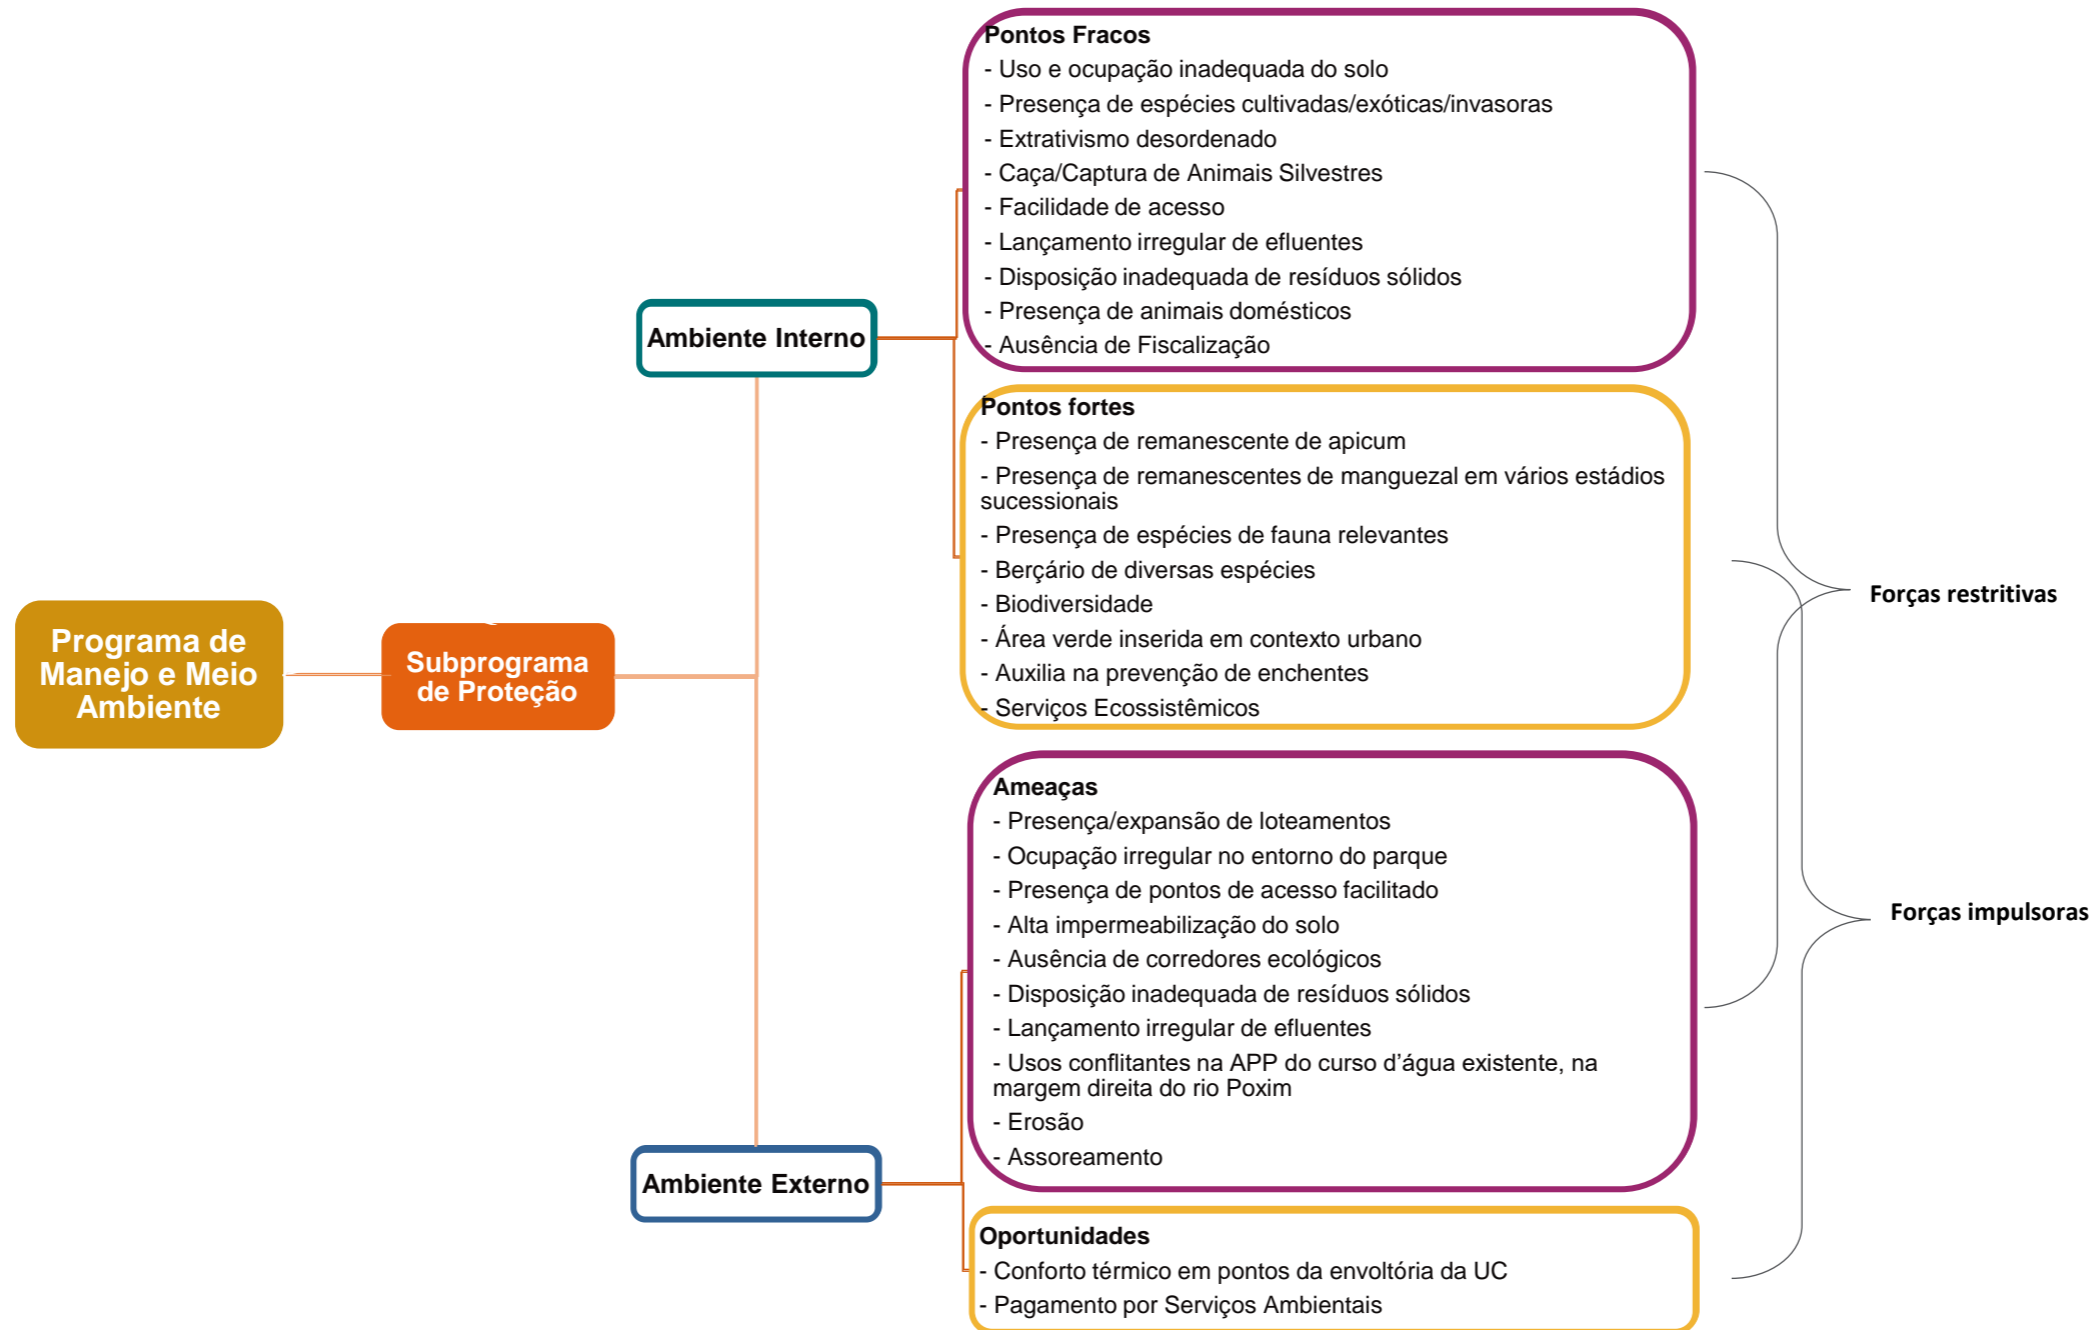 Programa de
Manejo e Meio
Ambiente
Subprograma
de Proteção
Ambiente Interno
Pontos Fracos
- Uso e ocupação inadequada do solo
- Presença de espécies cultivadas/exóticas/invasoras
- Extrativismo desordenado
- Caça/Captura de Animais Silvestres
- Facilidade de acesso
- Lançamento irregular de efluentes
- Disposição inadequada de resíduos sólidos
- Presença de animais domésticos
- Ausência de Fiscalização
Pontos fortes
- Presença de remanescente de apicum
- Presença de remanescentes de manguezal em vários estádios
sucessionais
- Presença de espécies de fauna relevantes
- Berçário de diversas espécies
- Biodiversidade
- Área verde inserida em contexto urbano
- Auxilia na prevenção de enchentes
- Serviços Ecossistêmicos
Ambiente Externo
Ameaças
- Presença/expansão de loteamentos
- Ocupação irregular no entorno do parque
- Presença de pontos de acesso facilitado
- Alta impermeabilização do solo
- Ausência de corredores ecológicos
- Disposição inadequada de resíduos sólidos
- Lançamento irregular de efluentes
- Usos conflitantes na APP do curso d’água existente, na
margem direita do rio Poxim
- Erosão
- Assoreamento
Oportunidades
- Conforto térmico em pontos da envoltória da UC
- Pagamento por Serviços Ambientais
Forças restritivas
Forças impulsoras